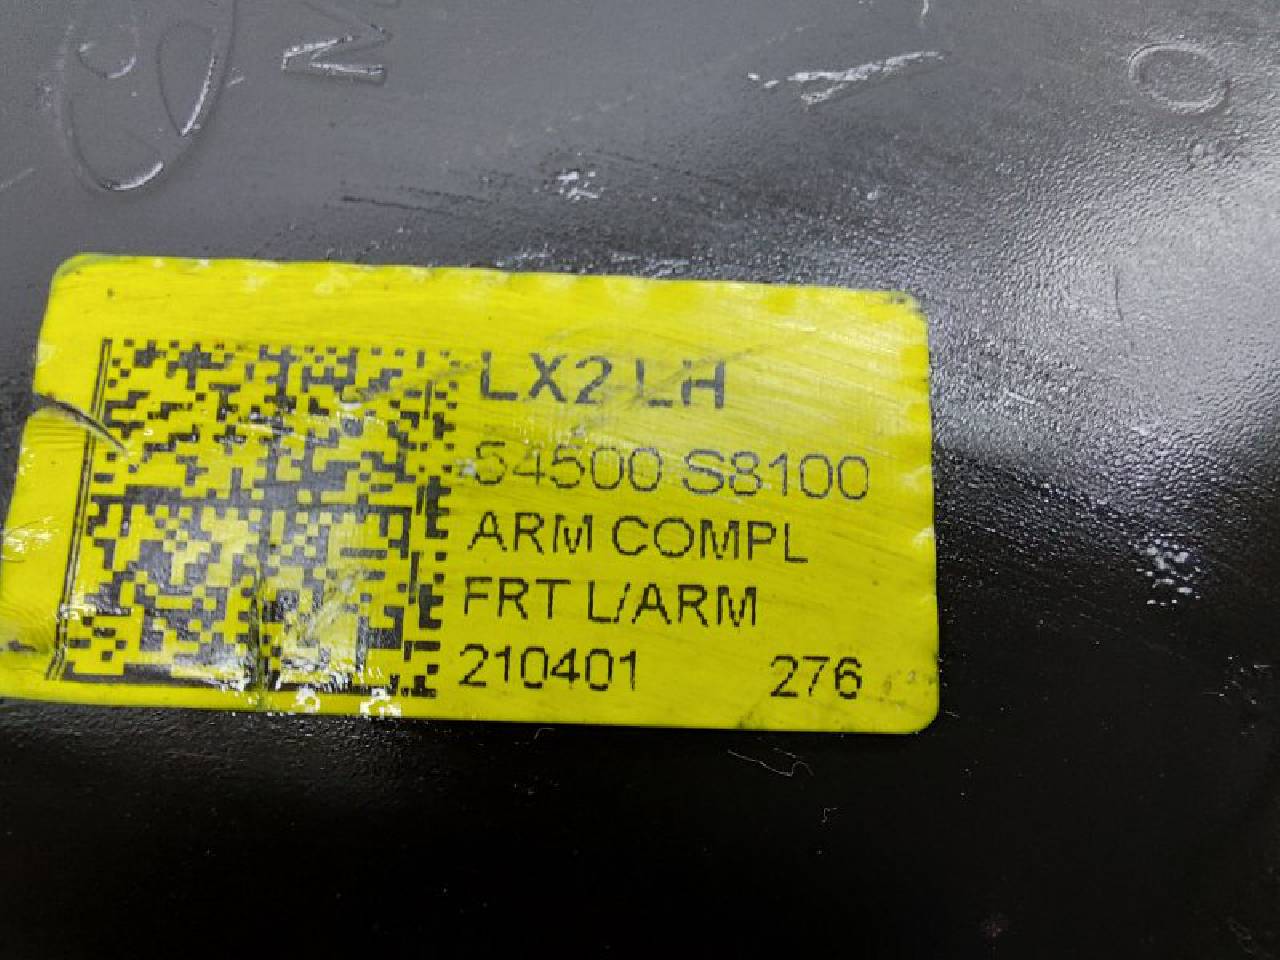 LX2 LH
54500 S8100
ARM COMPL
FRT L/ARM
210401 276